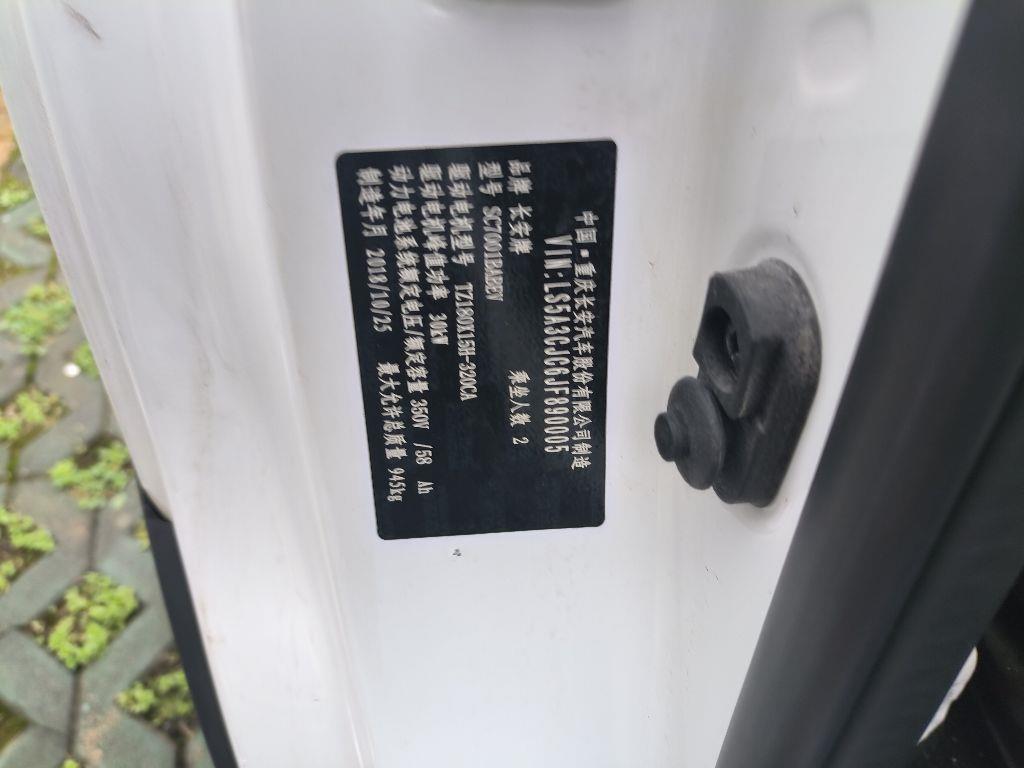 中国·重庆长安汽车股份有限公司制造
VIN:LS5A3CJC6JF890005
品牌 长安牌 乘坐人数 2
型号 SC7001BABBEV
驱动电机型号 TZ180X15H-320CA
驱动电机峰值功率 30kW
动力电池系统额定电压/额定容量 350V /58 Ah
制造年月 2018/10/25 最大允许总质量 945kg